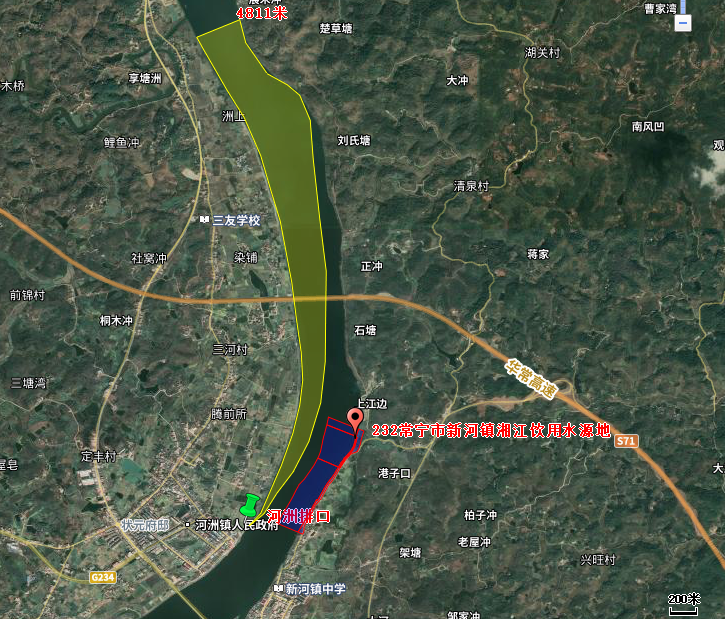 曹家湾
4811米
楚草塘
湖关村
木桥
享塘洲
大冲
洲上
南风凹
鲤鱼冲
刘氏塘
观
清泉村
三友学校
社窝冲
染铺
蒋家
正冲
前锦村
桐木冲
石塘
三河村
华常高速
三塘湾
上江边
腾前所
232常宁市新河镇湘江饮用水源地
S71
定丰村
屋皂
港子口
大
河洲排口
状元府邸
河洲镇人民政府
柏子冲
老屋冲
架塘
兴旺村
G234
新河镇中学
200米
邹家冲